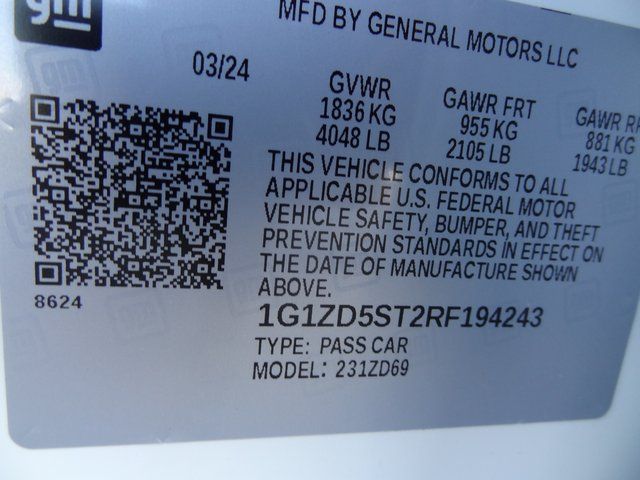 gm
MFD BY GENERAL MOTORS LLC
03/24
GVWR
1836 KG
4048 LB
GAWR FRT
955 KG
2105 LB
GAWR
881 KG
1943 LB
THIS VEHICLE CONFORMS TO ALL
APPLICABLE U.S. FEDERAL MOTOR
VEHICLE SAFETY, BUMPER, AND THEFT
PREVENTION STANDARDS IN EFFECT ON
THE DATE OF MANUFACTURE SHOWN
ABOVE.
8624
1G1ZD5ST2RF194243
TYPE: PASS CAR
MODEL: 231ZD69